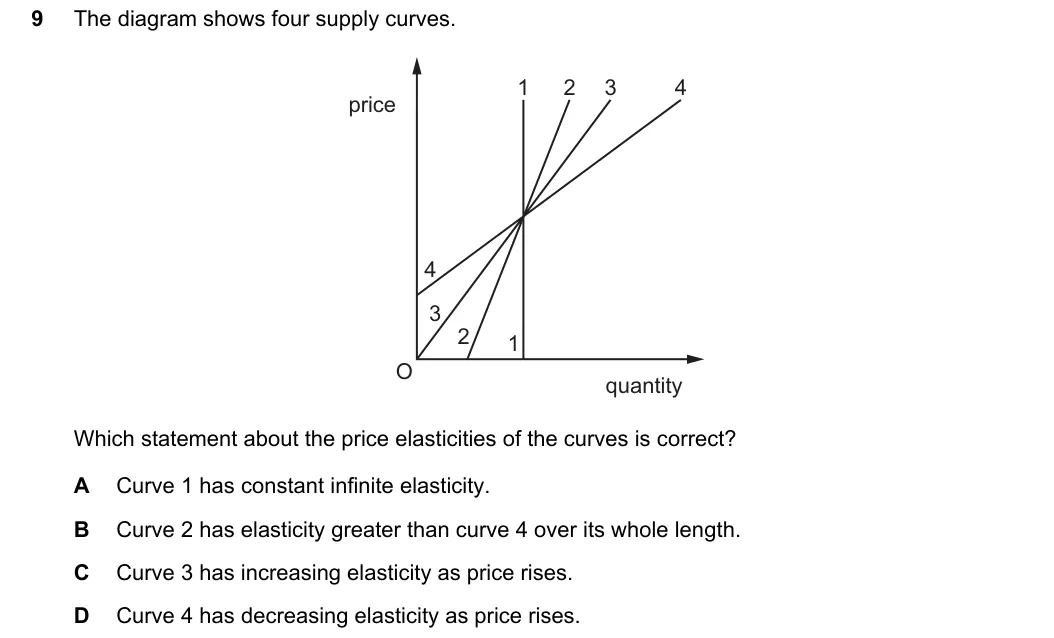 9 The diagram shows four supply curves.
1 2 3 4
price
4
3
2 1
O
quantity
Which statement about the price elasticities of the curves is correct?
A Curve 1 has constant infinite elasticity.
B Curve 2 has elasticity greater than curve 4 over its whole length.
C Curve 3 has increasing elasticity as price rises.
D Curve 4 has decreasing elasticity as price rises.